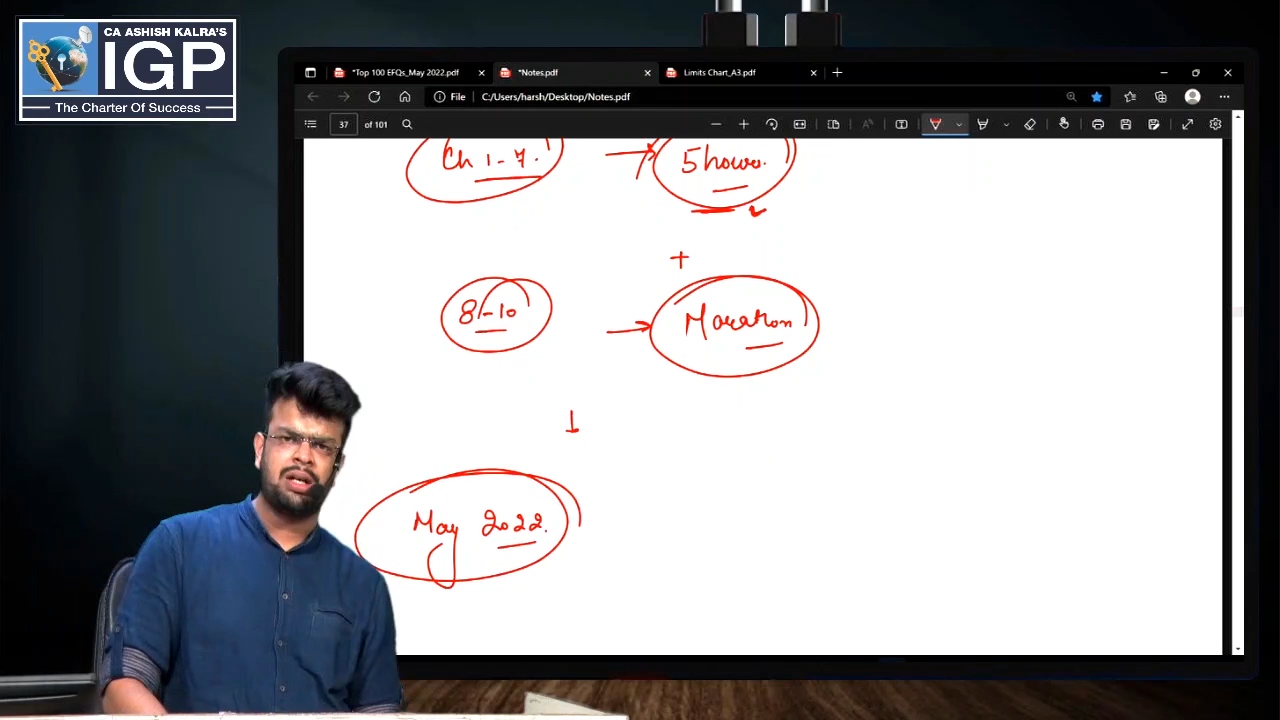 CA ASHISH KALRA'S
IGP
The Charter Of Success
*Top 100 EFQs_May 2022.pdf
*Notes.pdf
Limits Chart_A3.pdf
File
C:/Users/harsh/Desktop/Notes.pdf
37 of 101
Ch 1-7.
5 hours.
+
8-10
Marathon
May 2022.